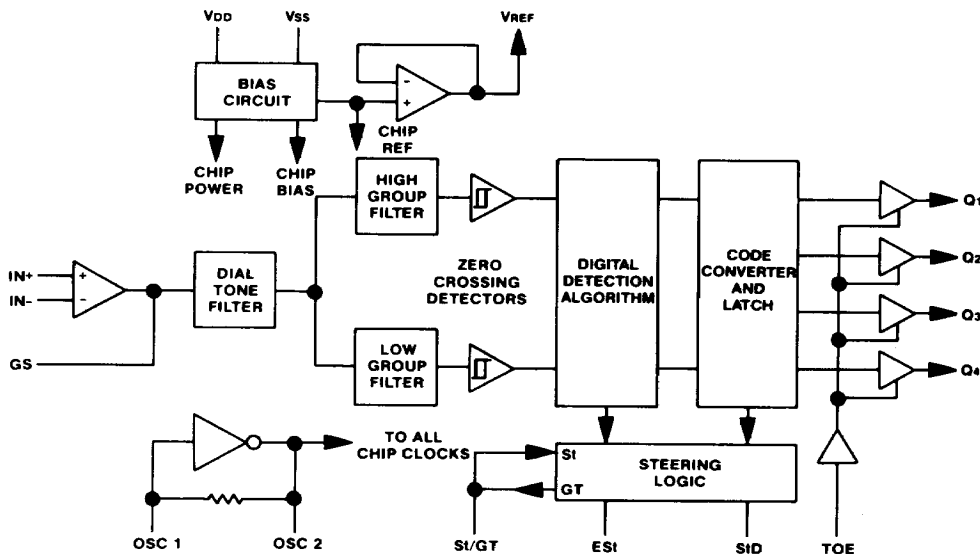 VDD
VSS
VREF
BIAS
CIRCUIT
-
+
CHIP
POWER
CHIP
BIAS
CHIP
REF
HIGH
GROUP
FILTER
IN+
IN-
+
-
GS
DIAL
TONE
FILTER
ZERO
CROSSING
DETECTORS
LOW
GROUP
FILTER
DIGITAL
DETECTION
ALGORITHM
CODE
CONVERTER
AND
LATCH
Q1
Q2
Q3
Q4
TO ALL
CHIP CLOCKS
St
GT
STEERING
LOGIC
OSC 1
OSC 2
St/GT
ESt
StD
TOE